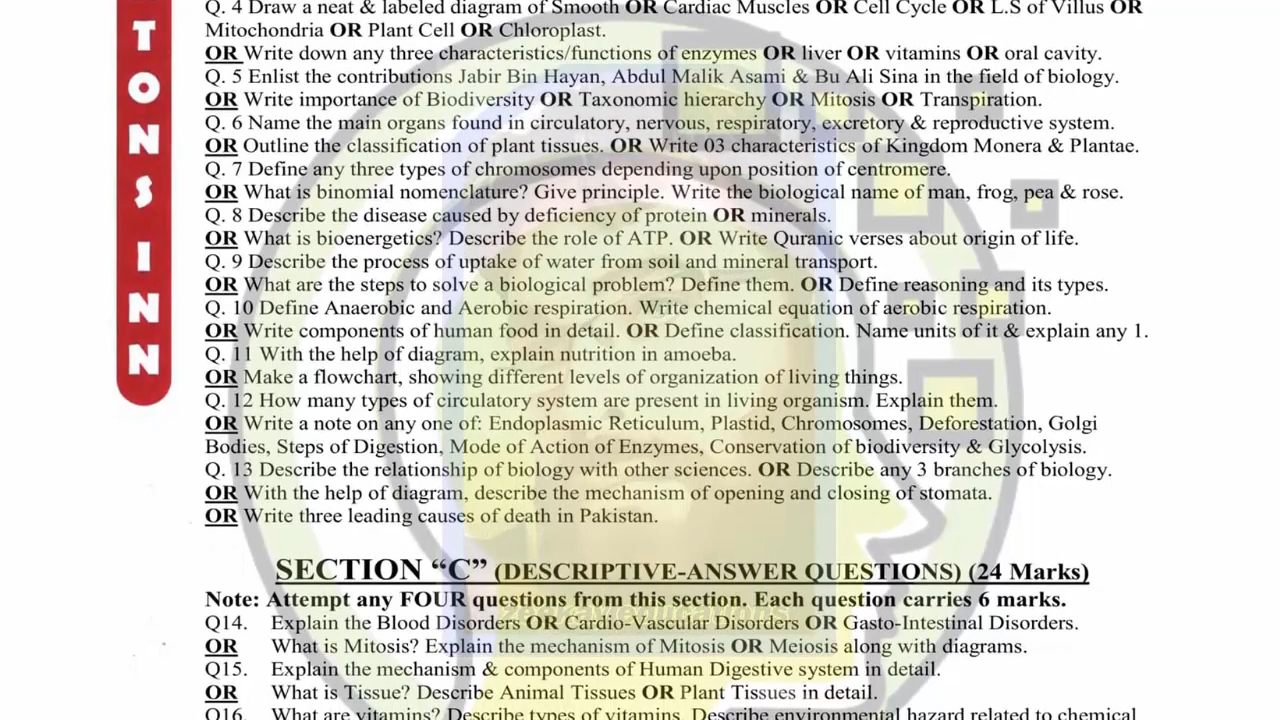 TONSINN
Q. 4 Draw a neat & labeled diagram of Smooth OR Cardiac Muscles OR Cell Cycle OR L.S of Villus OR
Mitochondria OR Plant Cell OR Chloroplast.
OR Write down any three characteristics/functions of enzymes OR liver OR vitamins OR oral cavity.
Q. 5 Enlist the contributions Jabir Bin Hayan, Abdul Malik Asami & Bu Ali Sina in the field of biology.
OR Write importance of Biodiversity OR Taxonomic hierarchy OR Mitosis OR Transpiration.
Q. 6 Name the main organs found in circulatory, nervous, respiratory, excretory & reproductive system.
OR Outline the classification of plant tissues. OR Write 03 characteristics of Kingdom Monera & Plantae.
Q. 7 Define any three types of chromosomes depending upon position of centromere.
OR What is binomial nomenclature? Give principle. Write the biological name of man, frog, pea & rose.
Q. 8 Describe the disease caused by deficiency of protein OR minerals.
OR What is bioenergetics? Describe the role of ATP. OR Write Quranic verses about origin of life.
Q. 9 Describe the process of uptake of water from soil and mineral transport.
OR What are the steps to solve a biological problem? Define them. OR Define reasoning and its types.
Q. 10 Define Anaerobic and Aerobic respiration. Write chemical equation of aerobic respiration.
OR Write components of human food in detail. OR Define classification. Name units of it & explain any 1.
Q. 11 With the help of diagram, explain nutrition in amoeba.
OR Make a flowchart, showing different levels of organization of living things.
Q. 12 How many types of circulatory system are present in living organism. Explain them.
OR Write a note on any one of: Endoplasmic Reticulum, Plastid, Chromosomes, Deforestation, Golgi
Bodies, Steps of Digestion, Mode of Action of Enzymes, Conservation of biodiversity & Glycolysis.
Q. 13 Describe the relationship of biology with other sciences. OR Describe any 3 branches of biology.
OR With the help of diagram, describe the mechanism of opening and closing of stomata.
OR Write three leading causes of death in Pakistan.
SECTION “C” (DESCRIPTIVE-ANSWER QUESTIONS) (24 Marks)
Note: Attempt any FOUR questions from this section. Each question carries 6 marks.
Q14. Explain the Blood Disorders OR Cardio-Vascular Disorders OR Gasto-Intestinal Disorders.
OR What is Mitosis? Explain the mechanism of Mitosis OR Meiosis along with diagrams.
Q15. Explain the mechanism & components of Human Digestive system in detail.
OR What is Tissue? Describe Animal Tissues OR Plant Tissues in detail.
Q16. What are vitamins? Describe types of vitamins. Describe environmental hazard related to chemical